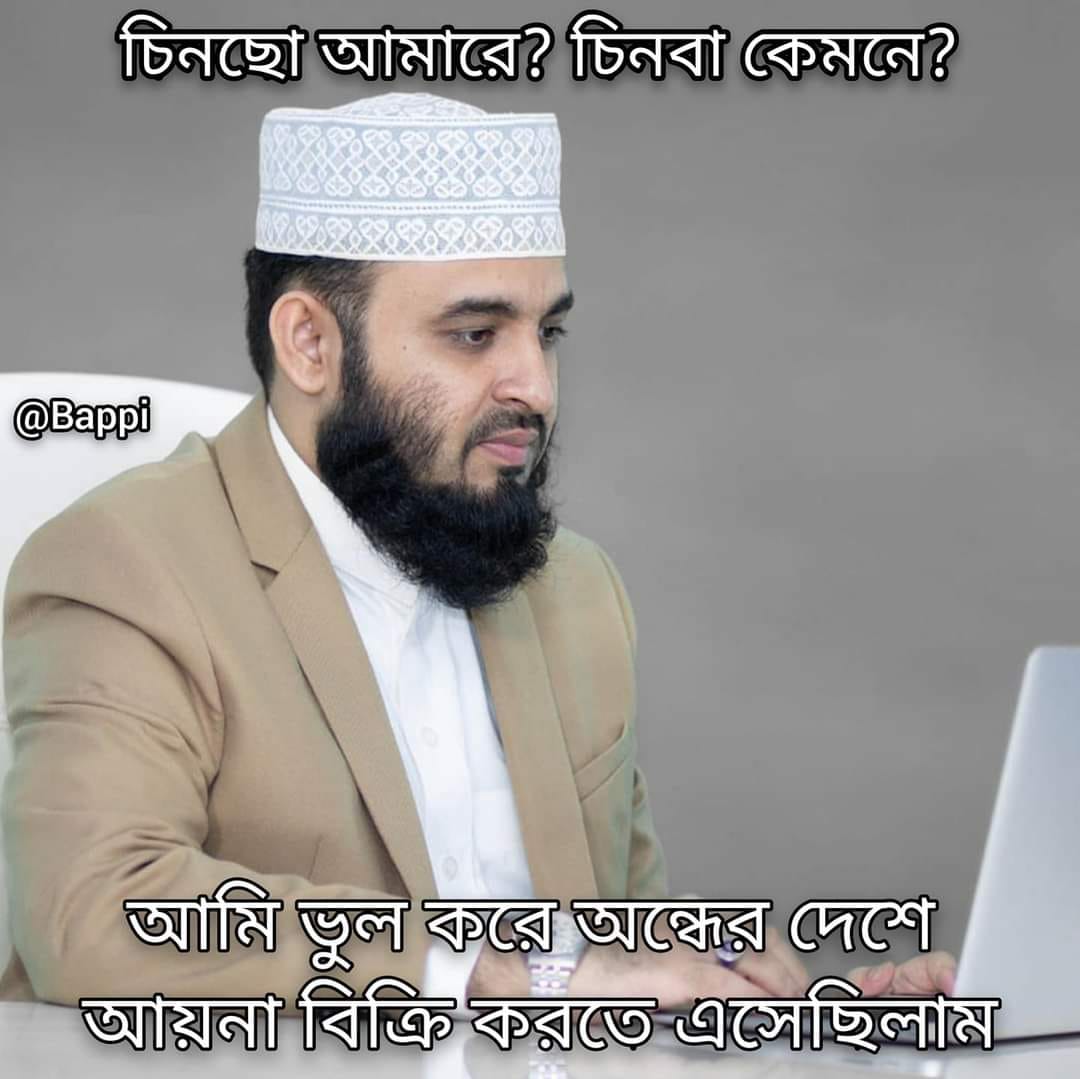 চিনছো আমারে? চিনবা কেমনে?
@Bappi
আমি ভুল করে অন্ধের দেশে
আয়না বিক্রি করতে এসেছিলাম